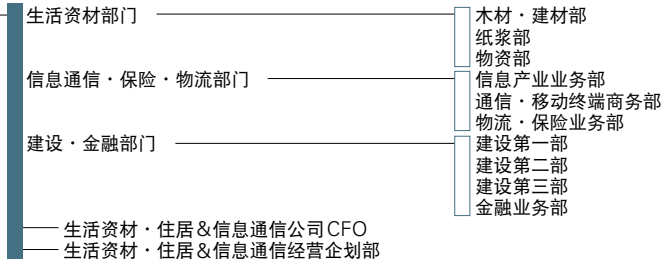 生活资材部门
木材・建材部
纸浆部
物资部
信息通信・保险・物流部门
信息产业业务部
通信・移动终端商务部
物流・保险业务部
建设・金融部门
建设第一部
建设第二部
建设第三部
金融业务部
生活资材・住居&信息通信公司CFO
生活资材・住居&信息通信经营企划部